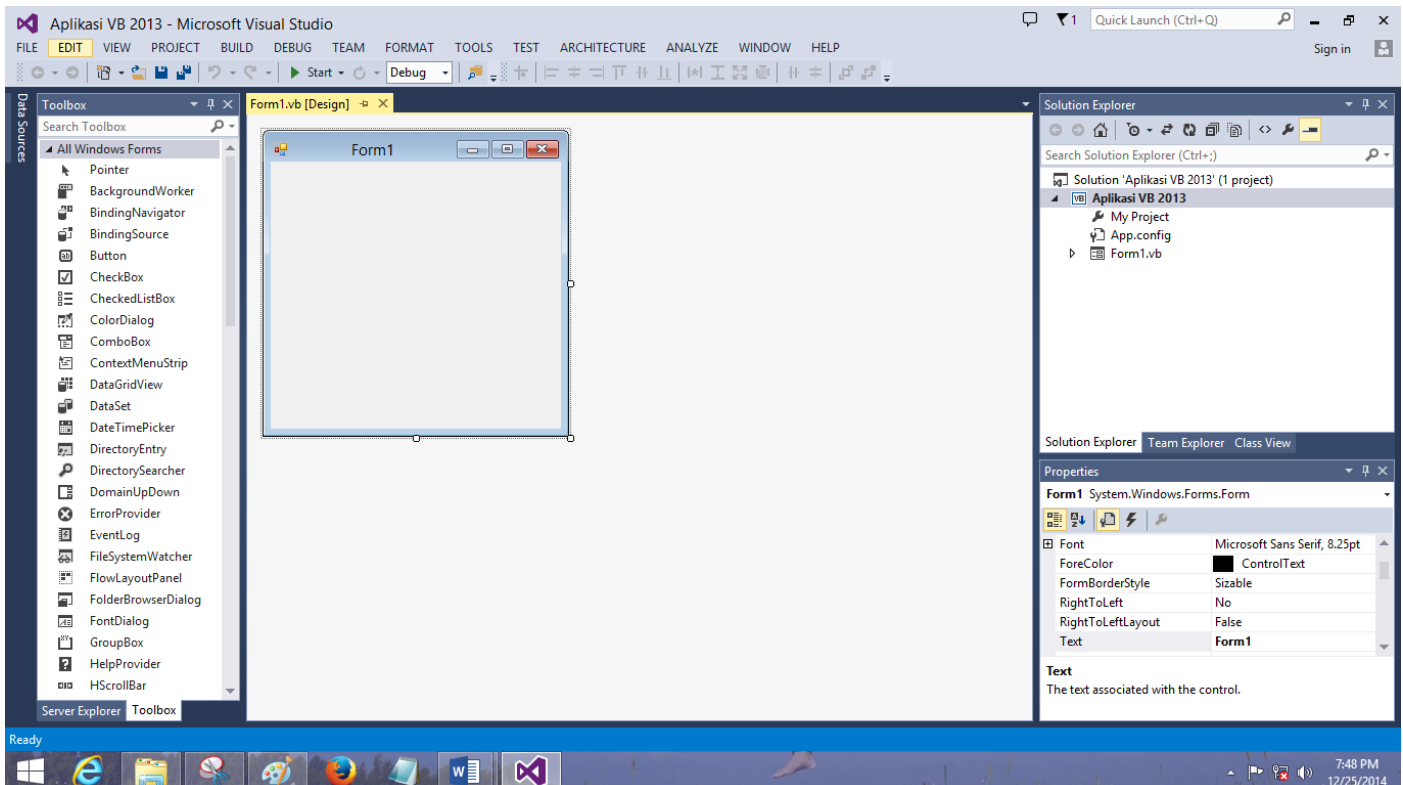 Aplikasi VB 2013 - Microsoft Visual Studio
1
Quick Launch (Ctrl+Q)
FILE EDIT VIEW PROJECT BUILD DEBUG TEAM FORMAT TOOLS TEST ARCHITECTURE ANALYZE WINDOW HELP
Sign in
Start
Debug
Data Sources
Toolbox
Search Toolbox
All Windows Forms
Pointer
BackgroundWorker
BindingNavigator
BindingSource
Button
CheckBox
CheckedListBox
ColorDialog
ComboBox
ContextMenuStrip
DataGridView
DataSet
DateTimePicker
DirectoryEntry
DirectorySearcher
DomainUpDown
ErrorProvider
EventLog
FileSystemWatcher
FlowLayoutPanel
FolderBrowserDialog
FontDialog
GroupBox
HelpProvider
HScrollBar
Server Explorer Toolbox
Form1.vb [Design]
Form1
Solution Explorer
Search Solution Explorer (Ctrl+;)
Solution 'Aplikasi VB 2013' (1 project)
VB Aplikasi VB 2013
My Project
App.config
Form1.vb
Solution Explorer Team Explorer Class View
Properties
Form1 System.Windows.Forms.Form
Font Microsoft Sans Serif, 8.25pt
ForeColor ControlText
FormBorderStyle Sizable
RightToLeft No
RightToLeftLayout False
Text Form1
Text
The text associated with the control.
Ready
7:48 PM
12/25/2014